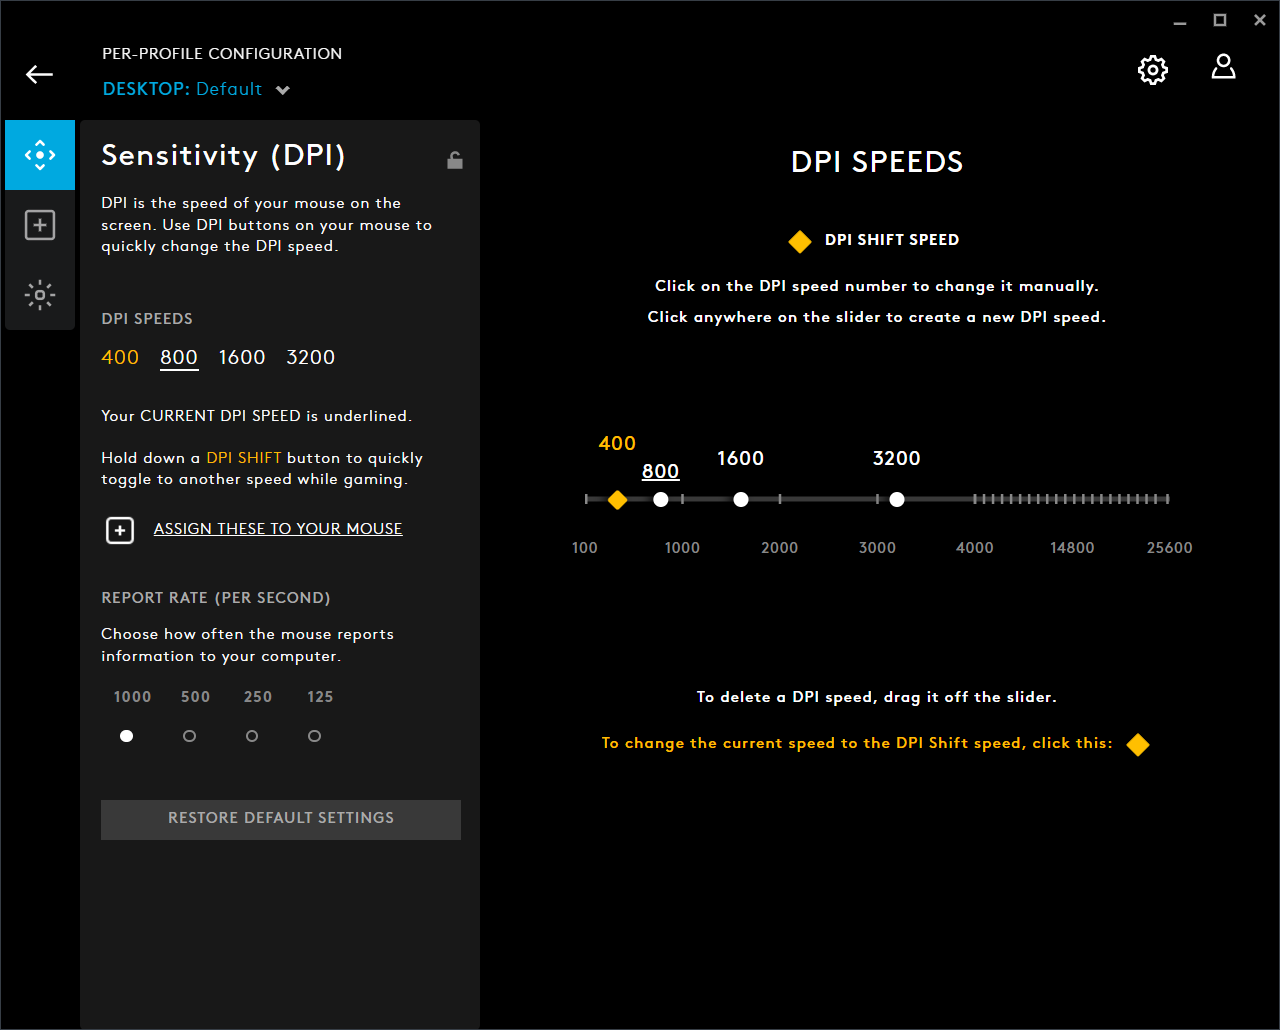 PER-PROFILE CONFIGURATION
DESKTOP: Default
Sensitivity (DPI)
DPI is the speed of your mouse on the
screen. Use DPI buttons on your mouse to
quickly change the DPI speed.
DPI SPEEDS
400 800 1600 3200
Your CURRENT DPI SPEED is underlined.
Hold down a DPI SHIFT button to quickly
toggle to another speed while gaming.
ASSIGN THESE TO YOUR MOUSE
REPORT RATE (PER SECOND)
Choose how often the mouse reports
information to your computer.
1000 500 250 125
RESTORE DEFAULT SETTINGS
DPI SPEEDS
DPI SHIFT SPEED
Click on the DPI speed number to change it manually.
Click anywhere on the slider to create a new DPI speed.
400 800 1600 3200
100 1000 2000 3000 4000 14800 25600
To delete a DPI speed, drag it off the slider.
To change the current speed to the DPI Shift speed, click this: